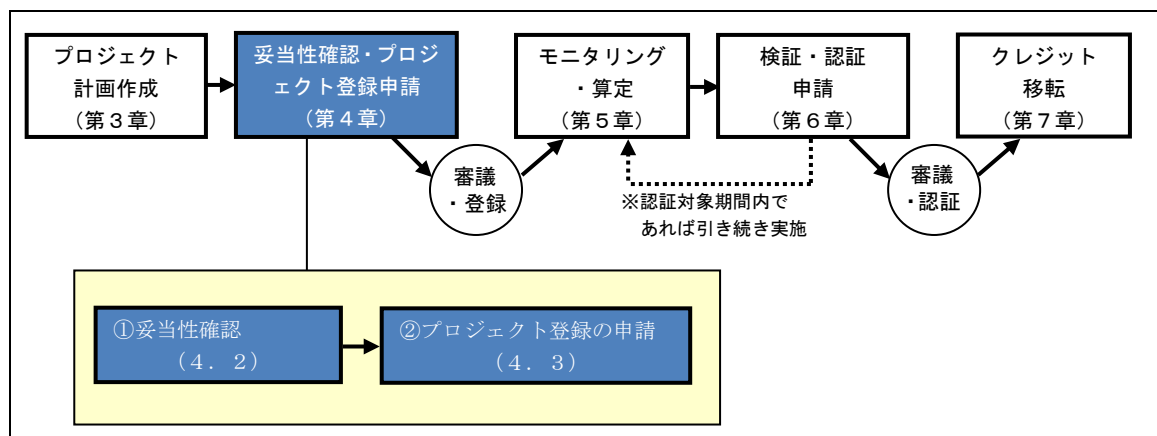 プロジェクト
計画作成
（第３章）
妥当性確認・プロジ
ェクト登録申請
（第４章）
モニタリング
・算定
（第５章）
検証・認証
申請
（第６章）
クレジット
移転
（第７章）
審議
・登録
審議
・認証
※認証対象期間内で
あれば引き続き実施
①妥当性確認
（４．２）
②プロジェクト登録の申請
（４．３）